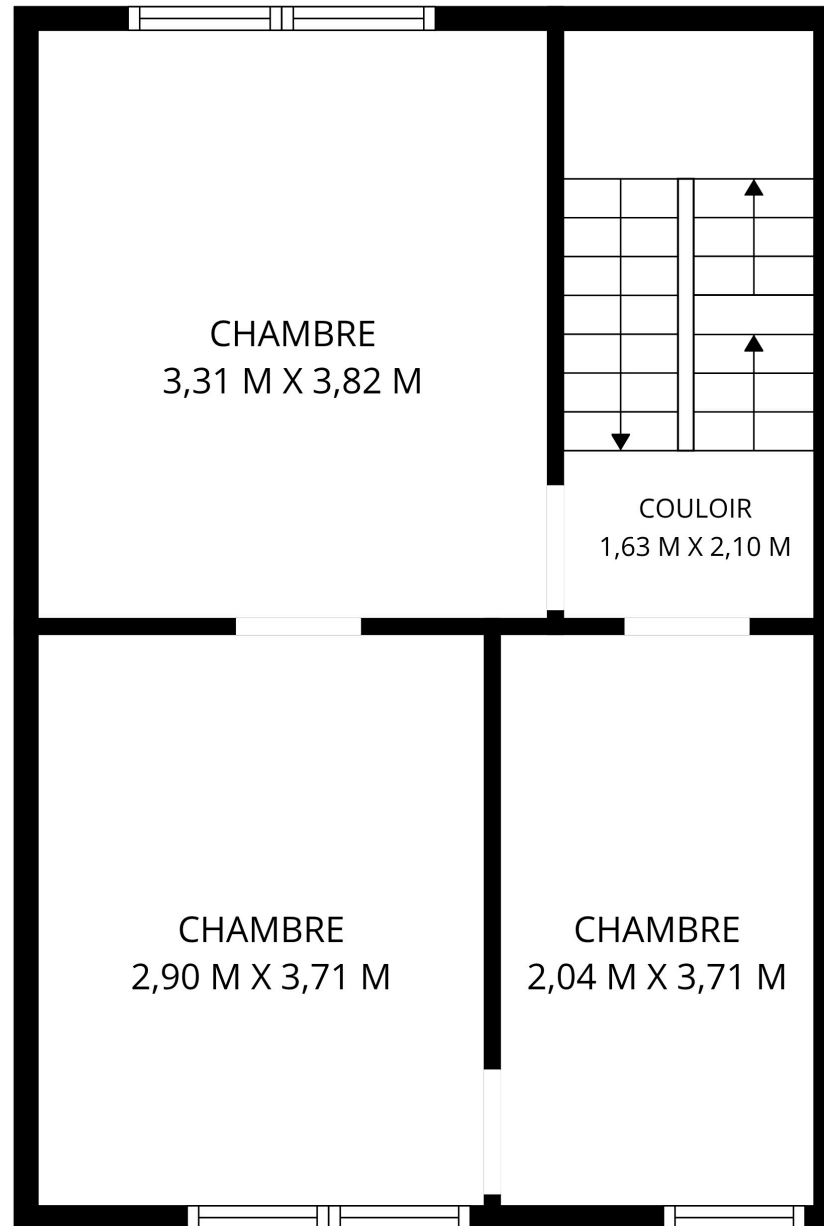 CHAMBRE
3,31 M X 3,82 M
COULOIR
1,63 M X 2,10 M
CHAMBRE
2,90 M X 3,71 M
CHAMBRE
2,04 M X 3,71 M